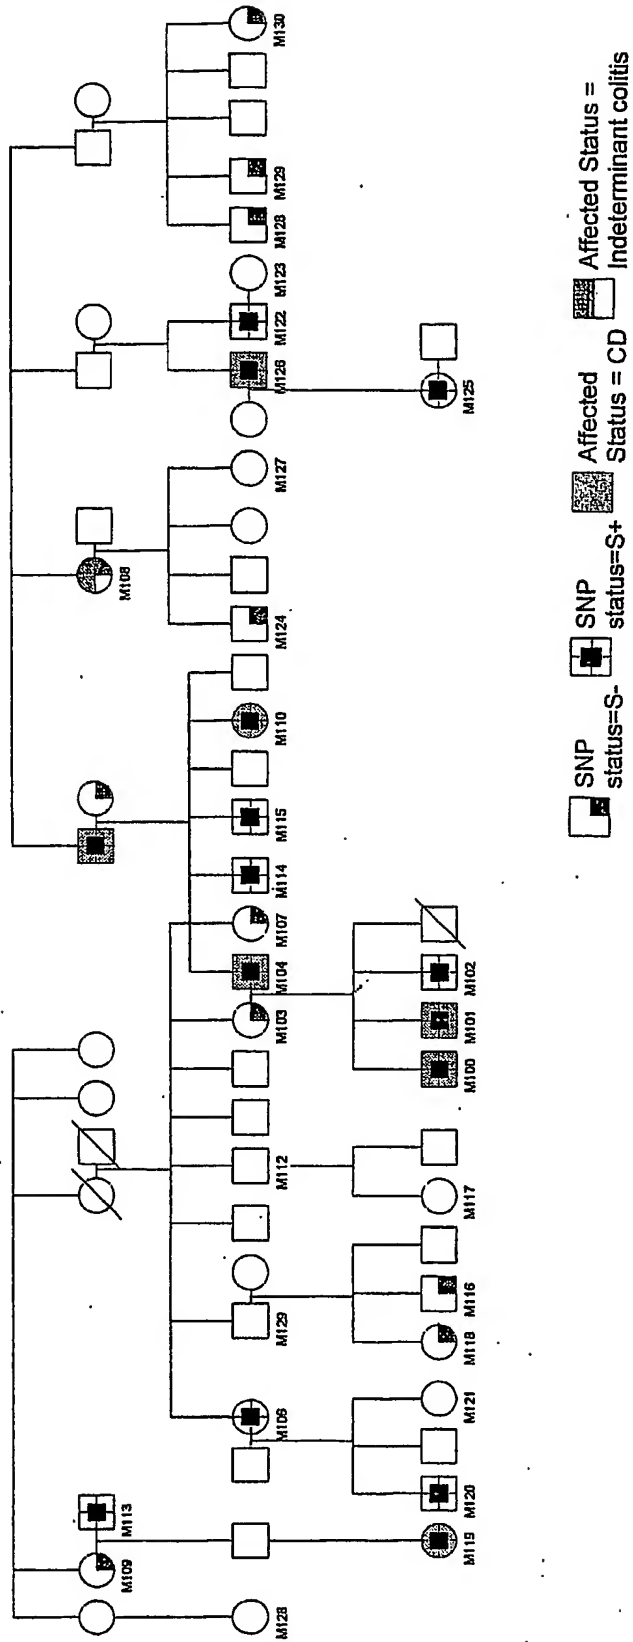 M109 M113 M108
M128 M106 M129 M112 M103 M104 M107 M114 M115 M110 M124 M127 M126 M122 M123 M128 M129 M130
M119 M120 M121 M118 M116 M117 M100 M101 M102 M125
SNP status=S-
SNP status=S+
Affected Status = CD
Affected Status = Indeterminant colitis